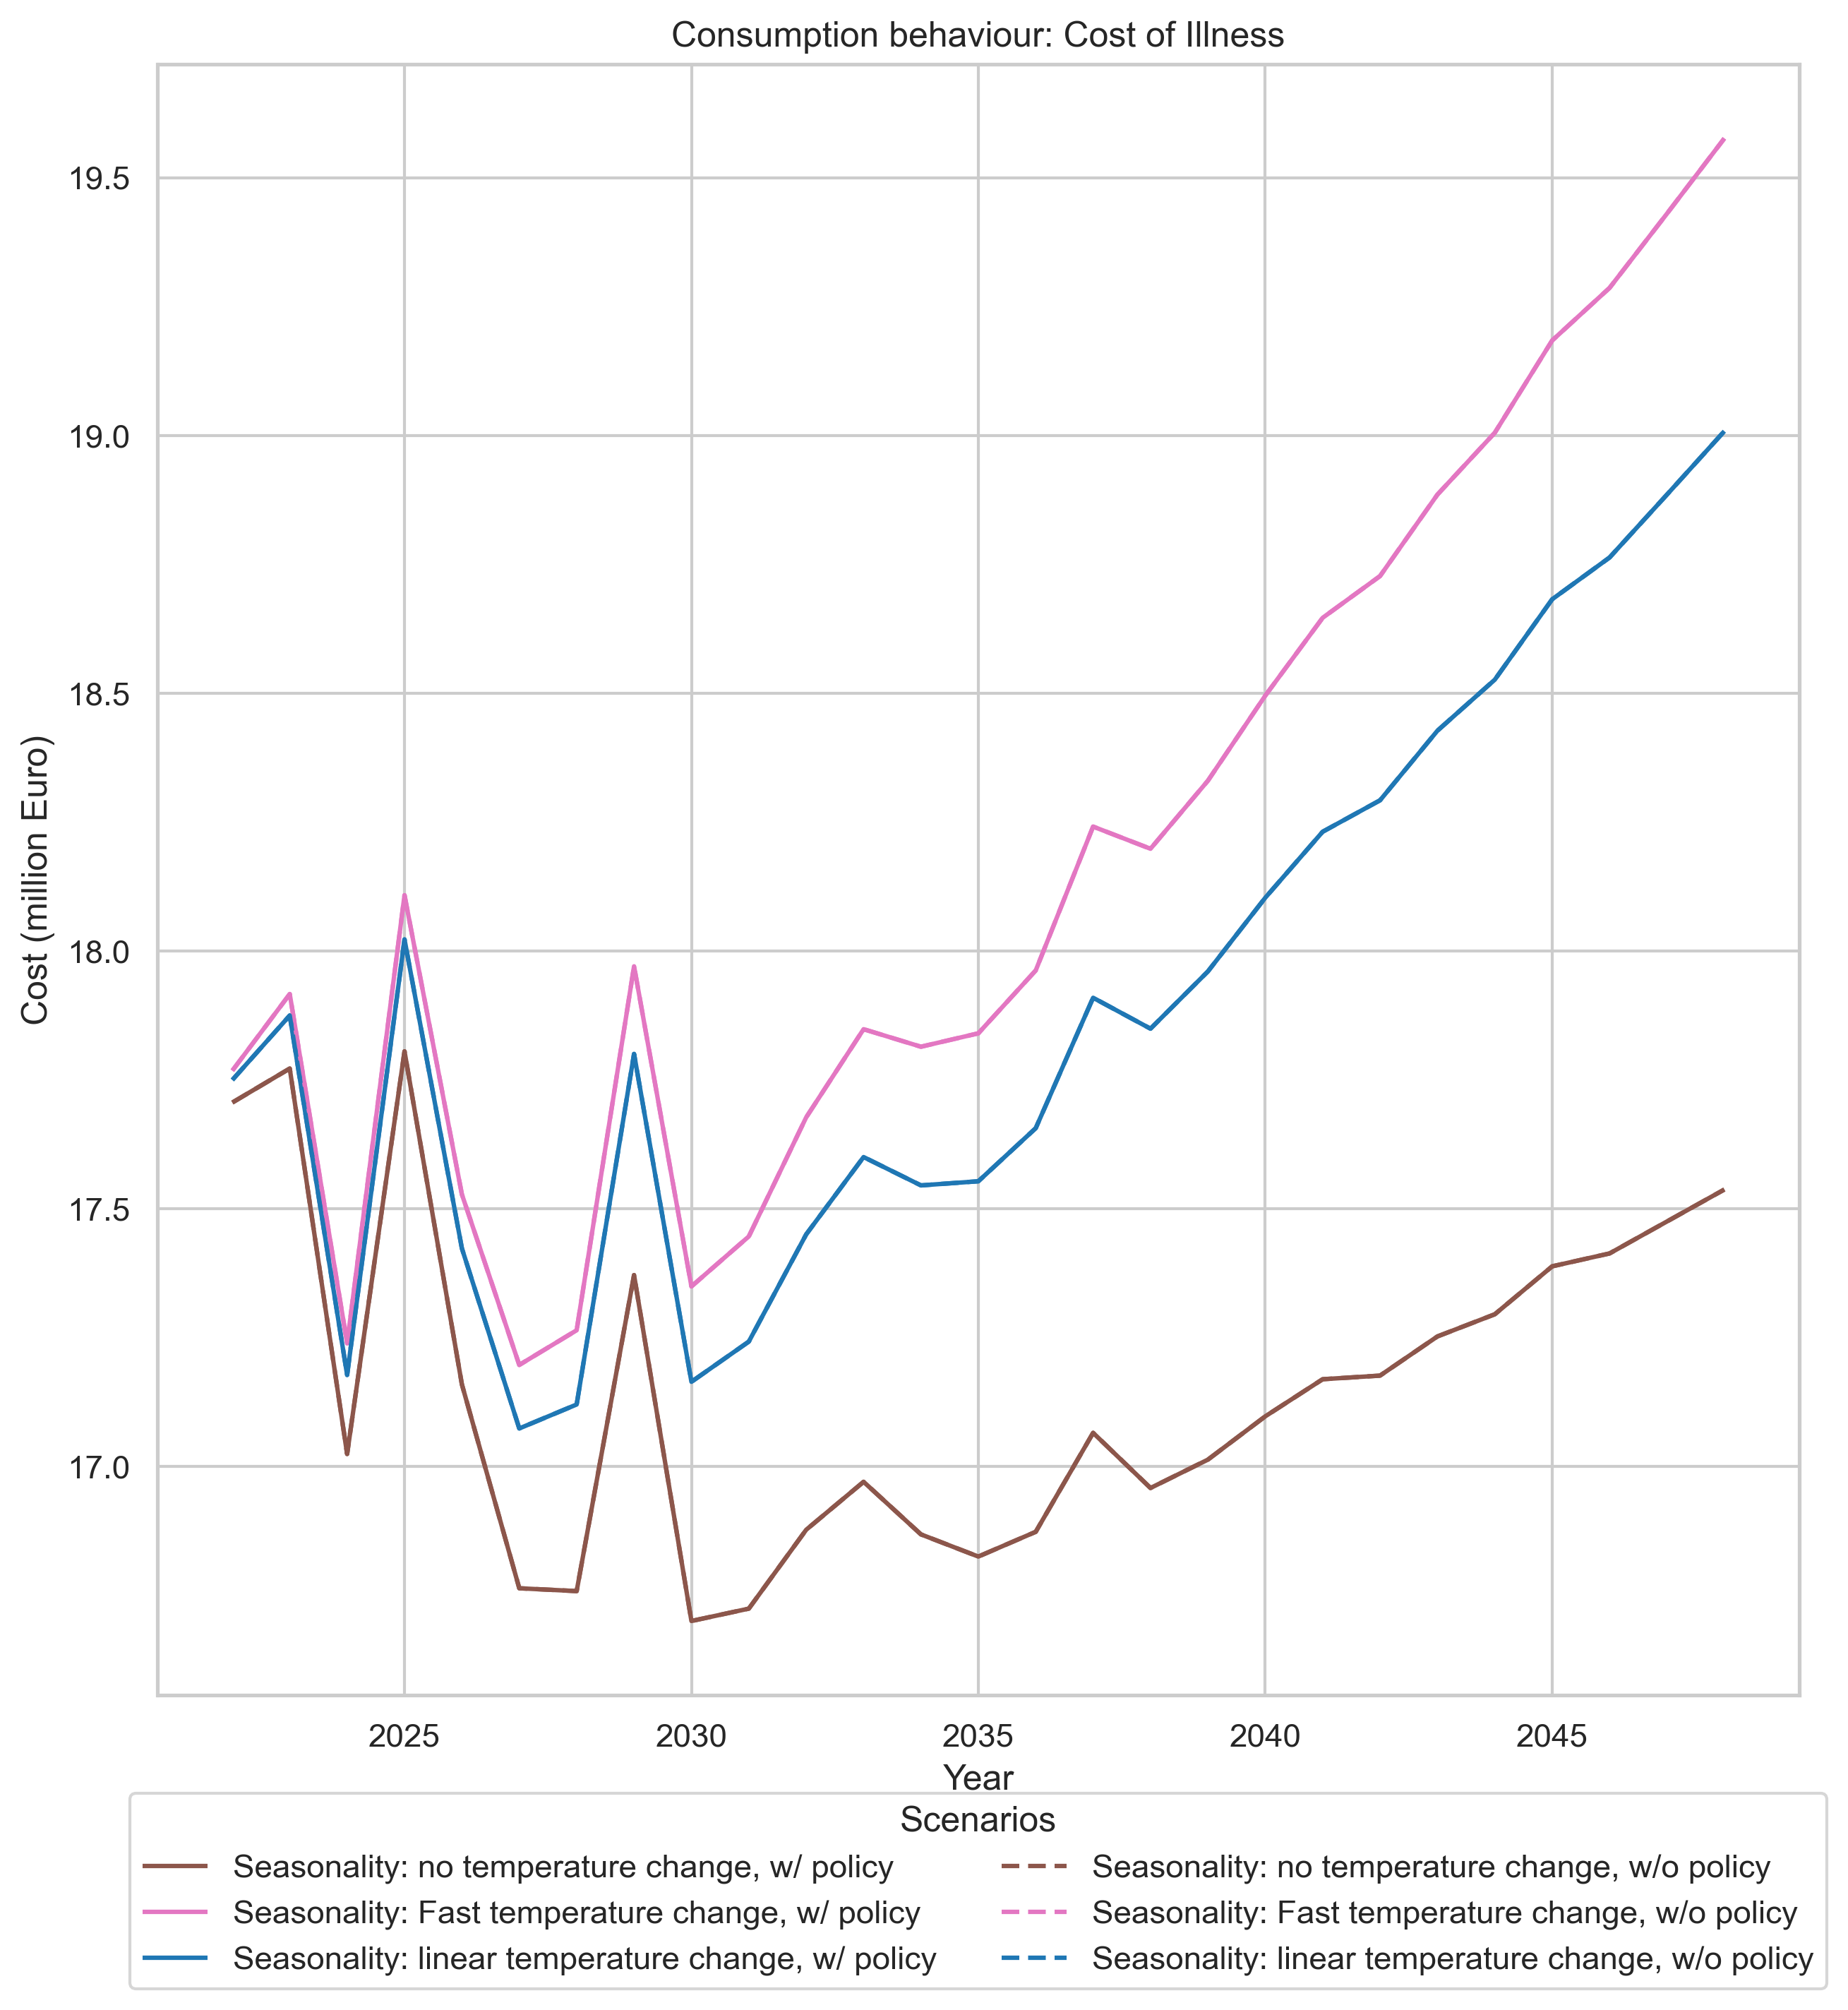 Consumption behaviour: Cost of Illness
19.5
19.0
18.5
18.0
17.5
17.0
Cost (million Euro)
2025 2030 2035 2040 2045
Year
Scenarios
Seasonality: no temperature change, w/ policy
Seasonality: Fast temperature change, w/ policy
Seasonality: linear temperature change, w/ policy
Seasonality: no temperature change, w/o policy
Seasonality: Fast temperature change, w/o policy
Seasonality: linear temperature change, w/o policy